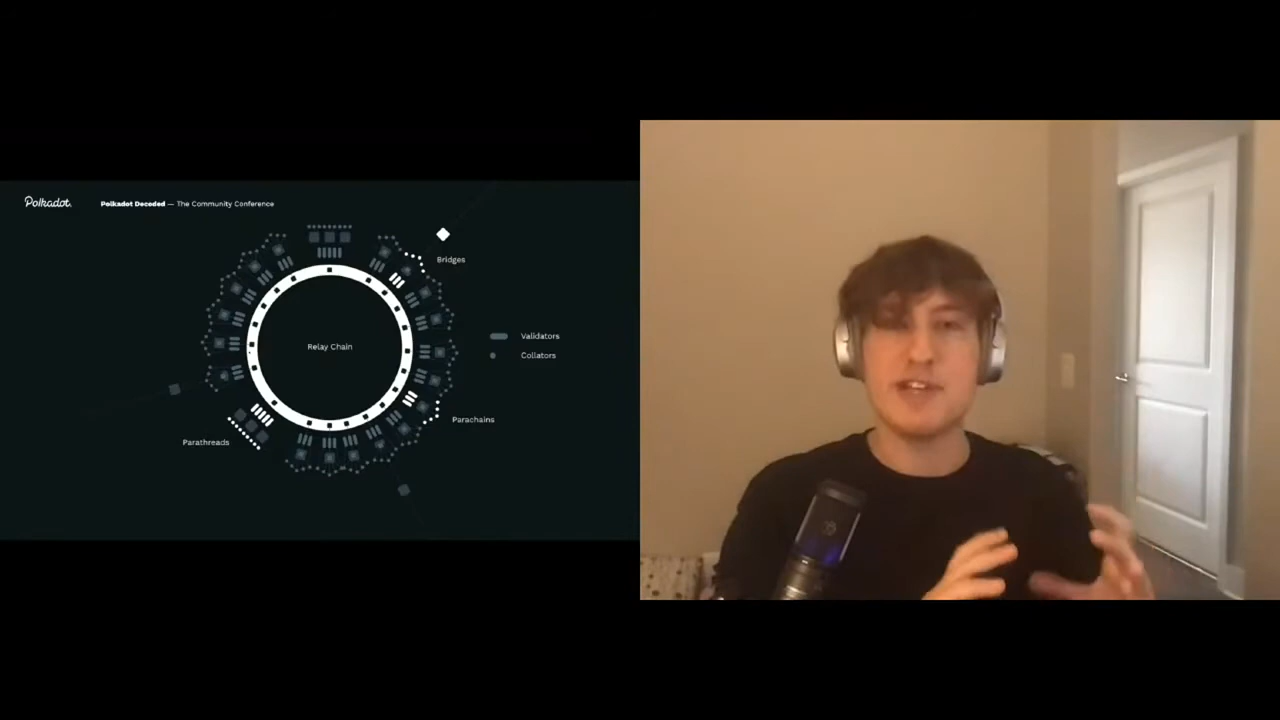 Polkadot.
Polkadot Decoded — The Community Conference
Bridges
Validators
Relay Chain
Collators
Parachains
Parathreads